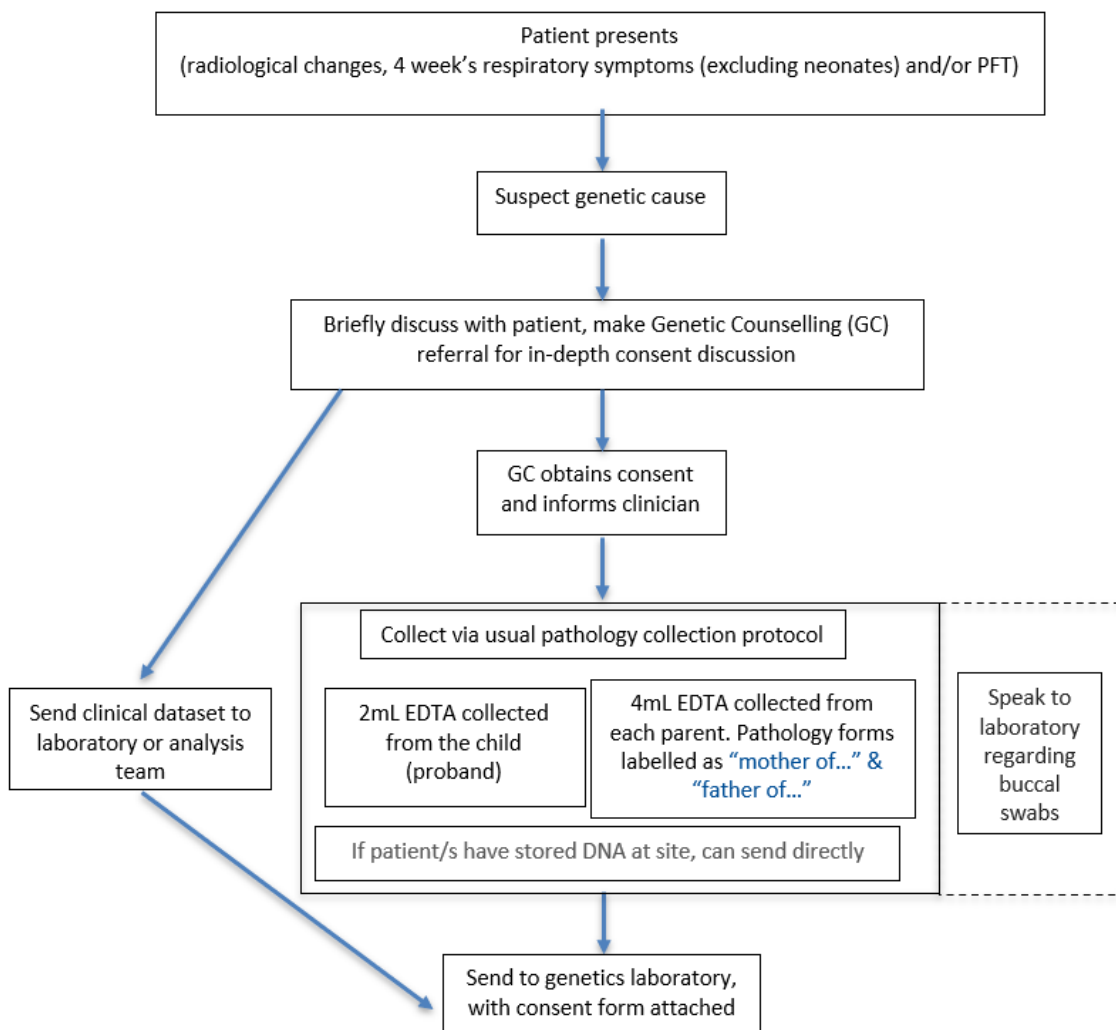 Patient presents
(radiological changes, 4 week's respiratory symptoms (excluding neonates) and/or PFT)
Suspect genetic cause
Briefly discuss with patient, make Genetic Counselling (GC)
referral for in-depth consent discussion
GC obtains consent
and informs clinician
Collect via usual pathology collection protocol
Send clinical dataset to
laboratory or analysis
team
2mL EDTA collected
from the child
(proband)
4mL EDTA collected from
each parent. Pathology forms
labelled as “mother of...” &
“father of...”
Speak to
laboratory
regarding
buccal
swabs
If patient/s have stored DNA at site, can send directly
Send to genetics laboratory,
with consent form attached